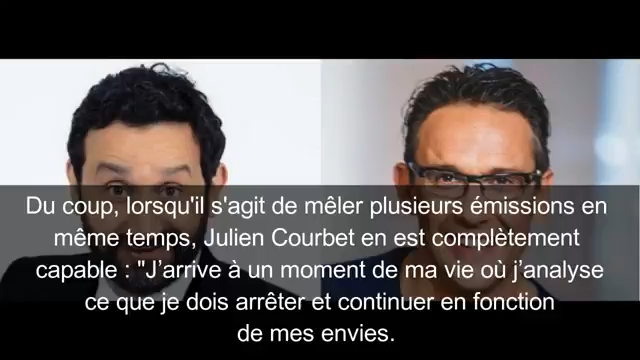 Du coup, lorsqu'il s'agit de mêler plusieurs émissions en
même temps, Julien Courbet en est complètement
capable : "J’arrive à un moment de ma vie où j’analyse
ce que je dois arrêter et continuer en fonction
de mes envies.